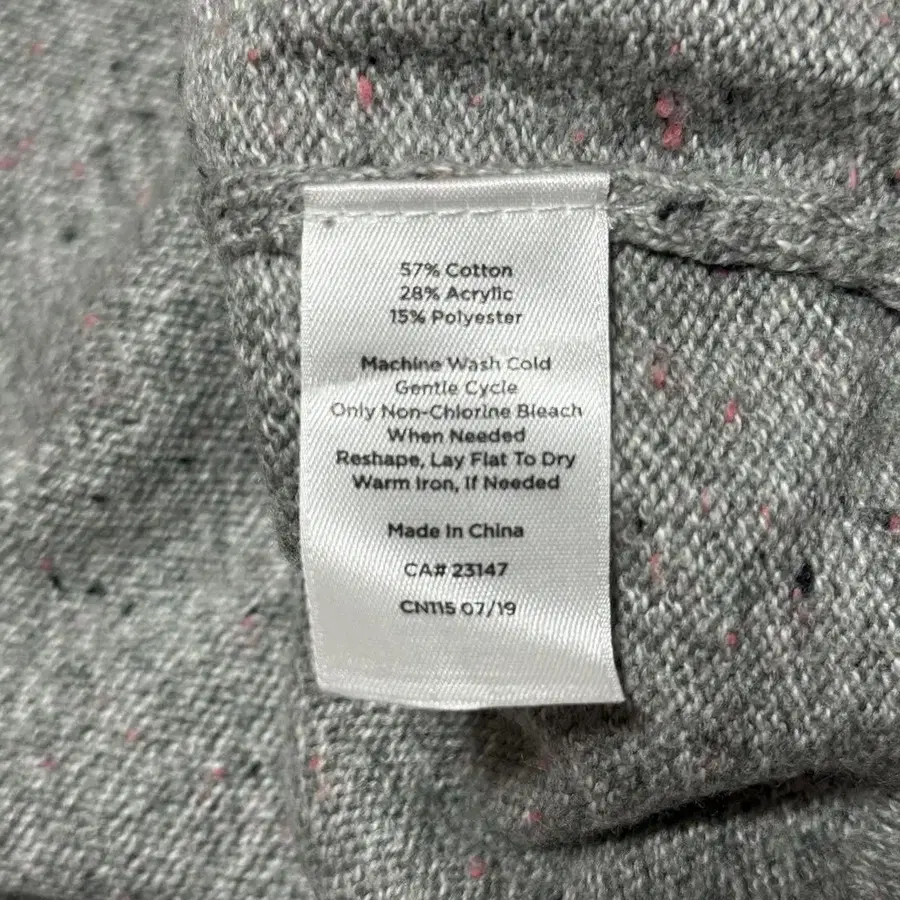 57% Cotton
28% Acrylic
15% Polyester
Machine Wash Cold
Gentle Cycle
Only Non-Chlorine Bleach
When Needed
Reshape, Lay Flat To Dry
Warm Iron, If Needed
Made In China
CA# 23147
CN115 07/19